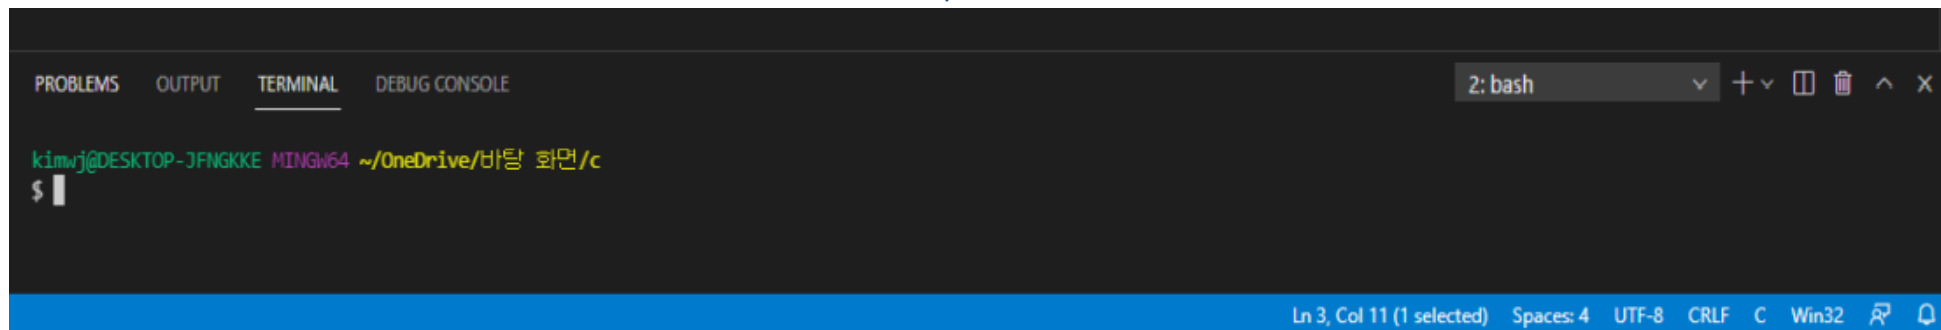 PROBLEMS OUTPUT TERMINAL DEBUG CONSOLE 2: bash
kimwj@DESKTOP-JFNGKKE MINGW64 ~/OneDrive/바탕 화면/c
$
Ln 3, Col 11 (1 selected) Spaces: 4 UTF-8 CRLF C Win32